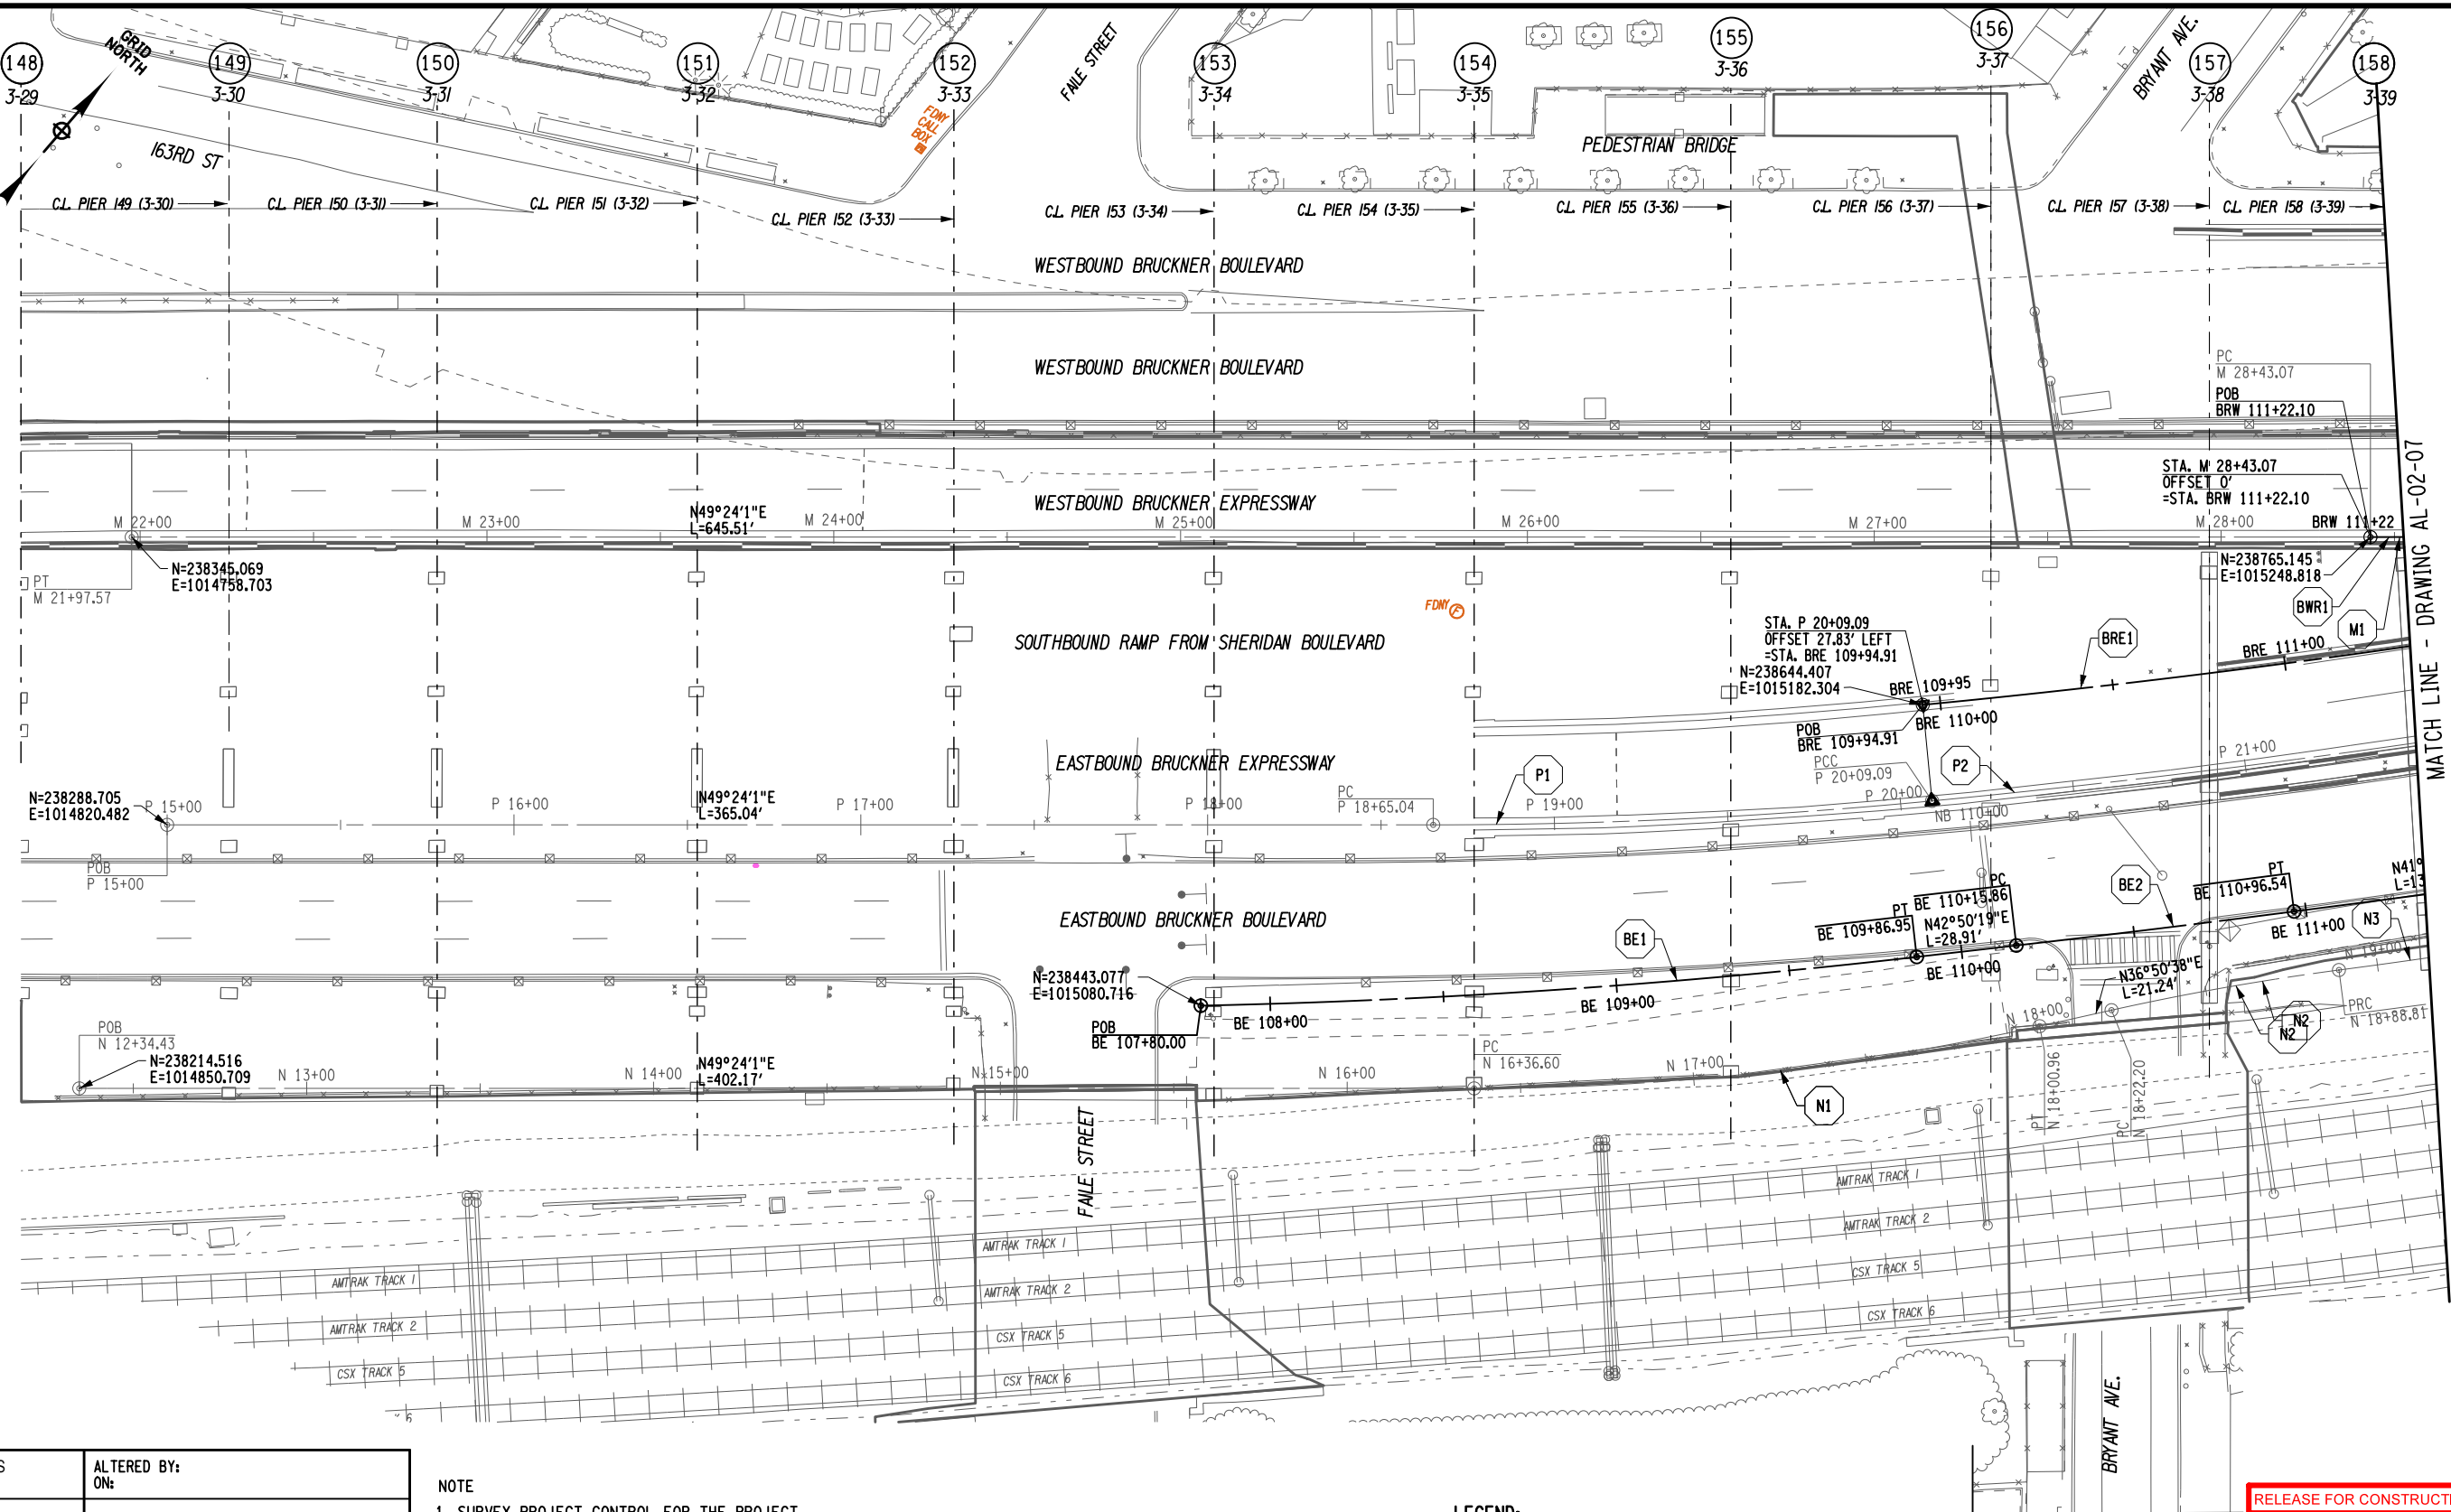 148
3-29
149
3-30
150
3-31
151
3-32
152
3-33
153
3-34
154
3-35
155
3-36
156
3-37
157
3-38
158
3-39
GRID
NORTH
163RD ST
FDNY
CALL
BOX
FAILE STREET
BRYANT AVE.
PEDESTRIAN BRIDGE
C.L. PIER 149 (3-30)
C.L. PIER 150 (3-31)
C.L. PIER 151 (3-32)
C.L. PIER 152 (3-33)
C.L. PIER 153 (3-34)
C.L. PIER 154 (3-35)
C.L. PIER 155 (3-36)
C.L. PIER 156 (3-37)
C.L. PIER 157 (3-38)
C.L. PIER 158 (3-39)
WESTBOUND BRUCKNER BOULEVARD
WESTBOUND BRUCKNER BOULEVARD
PC
M 28+43.07
POB
BRW 111+22.10
STA. M 28+43.07
OFFSET 0'
=STA. BRW 111+22.10
WESTBOUND BRUCKNER EXPRESSWAY
M 22+00
M 23+00
N49°24'1"E
L=645.51'
M 24+00
M 25+00
M 26+00
M 27+00
M 28+00
BRW 111+22
N=238345.069
E=1014758.703
PT
M 21+97.57
N=238765.145
E=1015248.818
BWR1
M1
MATCH LINE - DRAWING AL-02-07
FDNY F
SOUTHBOUND RAMP FROM SHERIDAN BOULEVARD
STA. P 20+09.09
OFFSET 27.83' LEFT
=STA. BRE 109+94.91
N=238644.407
E=1015182.304
BRE1
BRE 111+00
BRE 109+95
BRE 110+00
POB
BRE 109+94.91
PCC
P 20+09.09
P2
P 21+00
EASTBOUND BRUCKNER EXPRESSWAY
P1
N=238288.705
E=1014820.482
P 15+00
P 16+00
N49°24'1"E
L=365.04'
P 17+00
P 18+00
PC
P 18+65.04
P 19+00
P 20+00
NB 110+00
POB
P 15+00
EASTBOUND BRUCKNER BOULEVARD
BE1
PT
BE 109+86.95
PC
BE 110+15.86
N42°50'19"E
L=28.91'
BE2
PT
BE 110+96.54
N41°
L=13
N3
BE 111+00
N 19+00
N=238443.077
E=1015080.716
POB
BE 107+80.00
BE 108+00
BE 109+00
BE 110+00
N36°50'38"E
L=21.24'
PRC
N 18+88.81
N2
N2
POB
N 12+34.43
N=238214.516
E=1014850.709
N 13+00
N 14+00
N49°24'1"E
L=402.17'
N 15+00
N 16+00
PC
N 16+36.60
N 17+00
N 18+00
N1
PT
N 18+00.96
PC
N 18+22.20
FAILE STREET
AMTRAK TRACK 1
AMTRAK TRACK 1
AMTRAK TRACK 1
AMTRAK TRACK 2
AMTRAK TRACK 2
AMTRAK TRACK 2
CSX TRACK 5
CSX TRACK 5
CSX TRACK 5
CSX TRACK 6
CSX TRACK 6
6
BRYANT AVE.
S
ALTERED BY:
ON:
NOTE
1. SURVEY PROJECT CONTROL FOR THE PROJECT
LEGEND:
RELEASE FOR CONSTRUCT